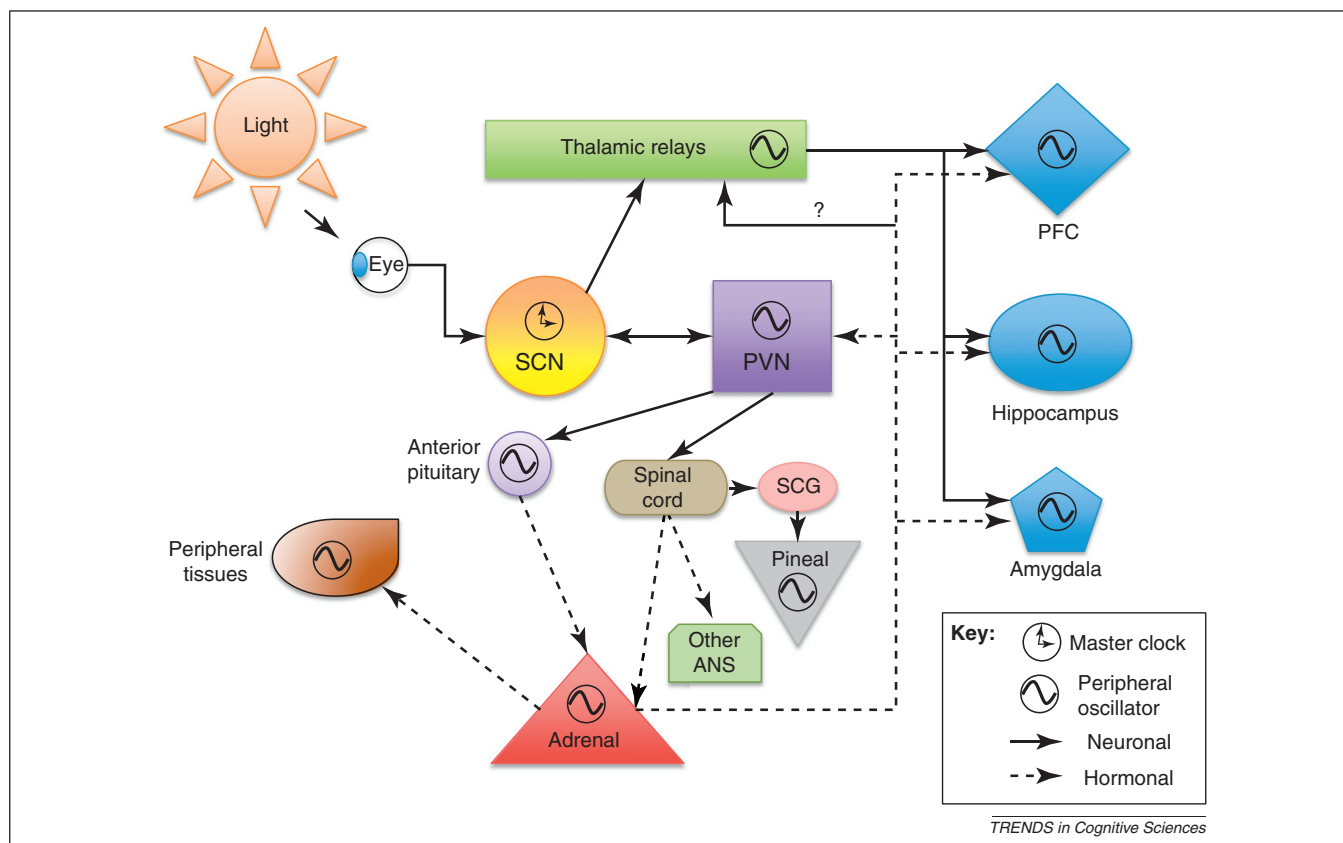 Light
Thalamic relays
?
PFC
Eye
SCN
PVN
Hippocampus
Anterior
pituitary
Spinal
cord
SCG
Peripheral
tissues
Pineal
Amygdala
Other
ANS
Adrenal
Key:
Master clock
Peripheral
oscillator
Neuronal
Hormonal
TRENDS in Cognitive Sciences